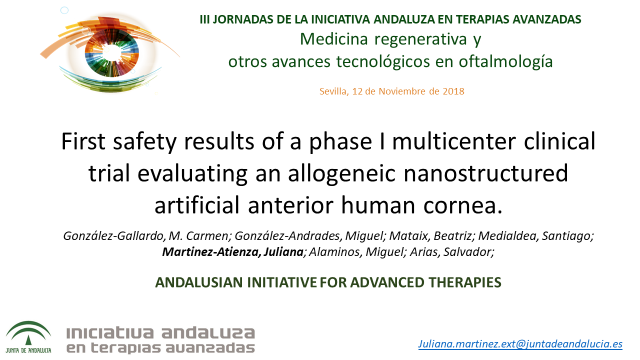 III JORNADAS DE LA INICIATIVA ANDALUZA EN TERAPIAS AVANZADAS
Medicina regenerativa y
otros avances tecnológicos en oftalmología
Sevilla, 12 de Noviembre de 2018
First safety results of a phase I multicenter clinical
trial evaluating an allogeneic nanostructured
artificial anterior human cornea.
González-Gallardo, M. Carmen; González-Andrades, Miguel; Mataix, Beatriz; Medialdea, Santiago;
Martinez-Atienza, Juliana; Alaminos, Miguel; Arias, Salvador;
ANDALUSIAN INITIATIVE FOR ADVANCED THERAPIES
JUNTA DE ANDALUCIA
iniciativa andaluza
en terapias avanzadas
Juliana.martinez.ext@juntadeandalucia.es